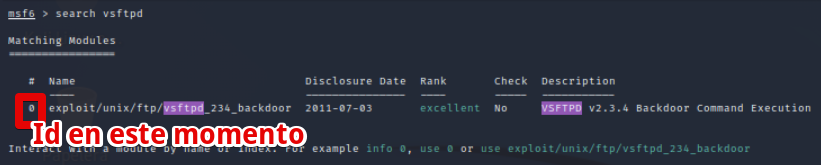 msf6 > search vsftpd
Matching Modules
================
# Name Disclosure Date Rank Check Description
- ---- --------------- ---- ----- -----------
0 exploit/unix/ftp/vsftpd_234_backdoor 2011-07-03 excellent No VSFTPD v2.3.4 Backdoor Command Execution
Id en este momento
Interact with a module by name or index. For example info 0, use 0 or use exploit/unix/ftp/vsftpd_234_backdoor